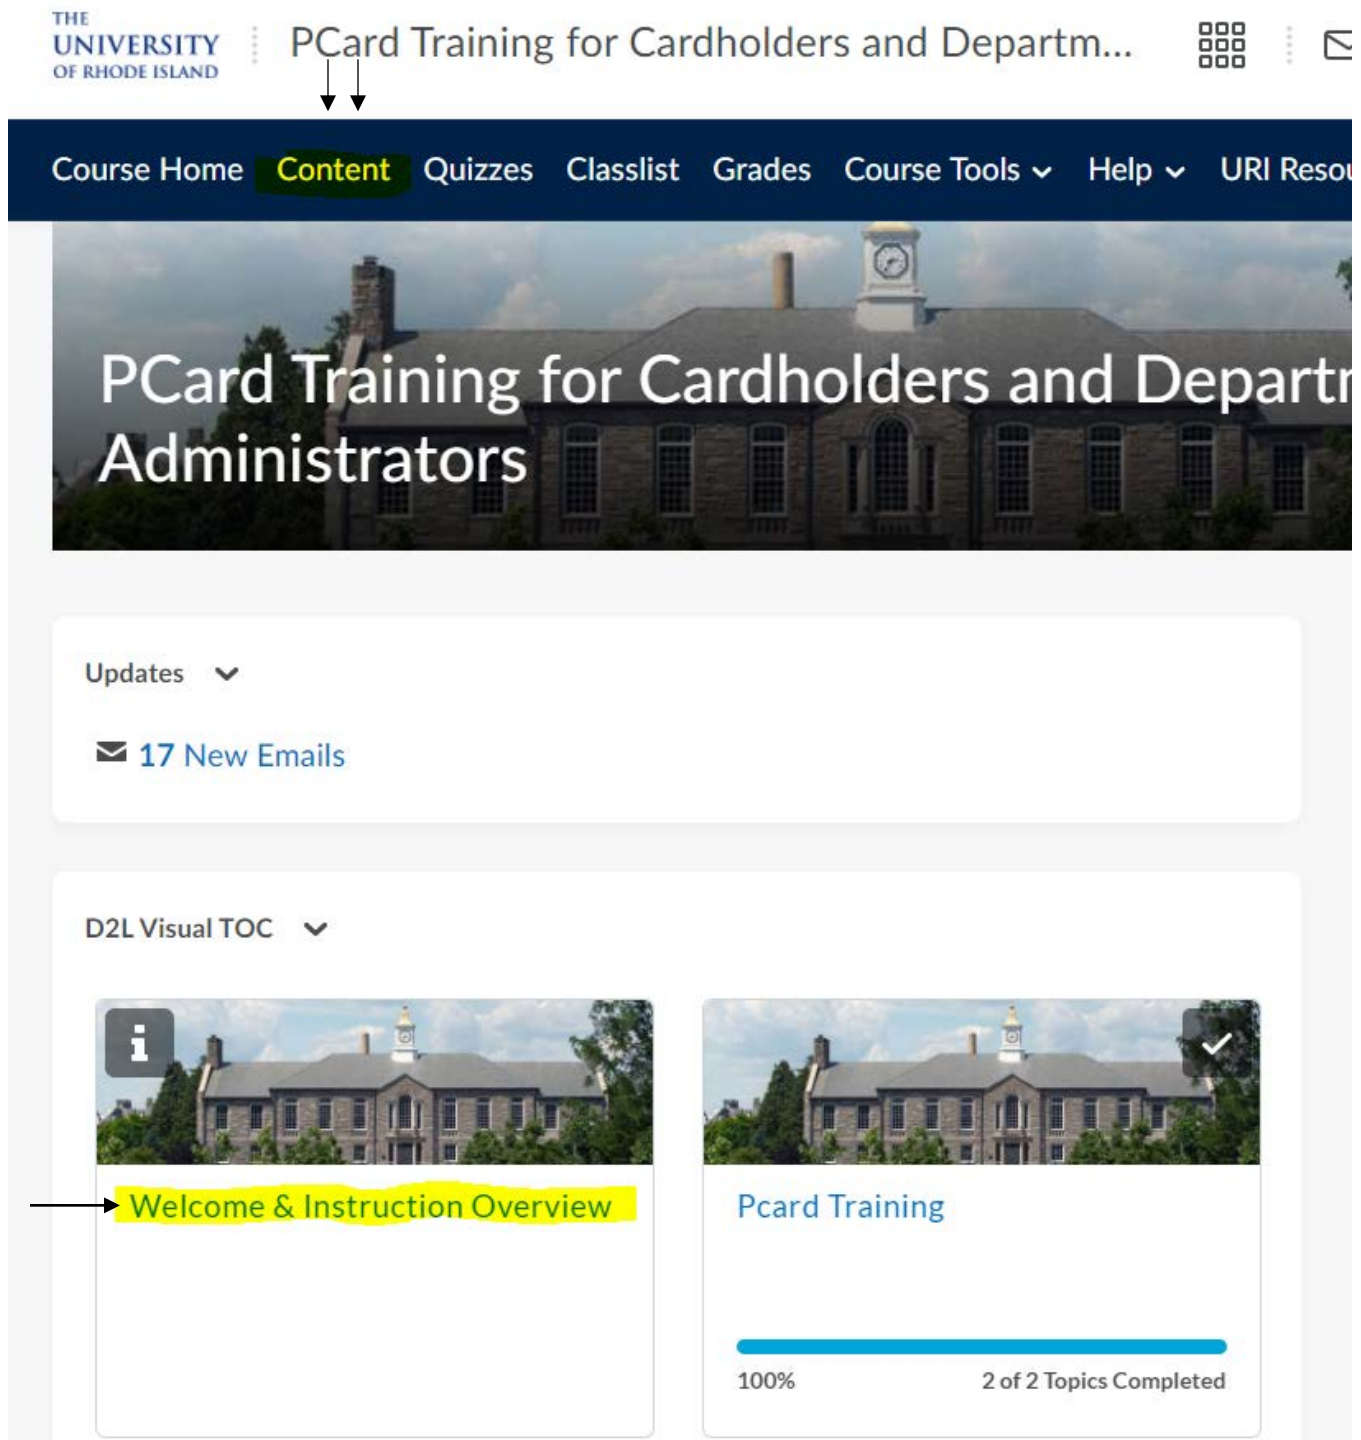 THE
UNIVERSITY
OF RHODE ISLAND
PCard Training for Cardholders and Departm...
Course Home Content Quizzes Classlist Grades Course Tools Help URI
PCard Training for Cardholders and
Administrators
Updates
17 New Emails
D2L Visual TOC
Welcome & Instruction Overview
Pcard Training
100% 2 of 2 Topics Completed